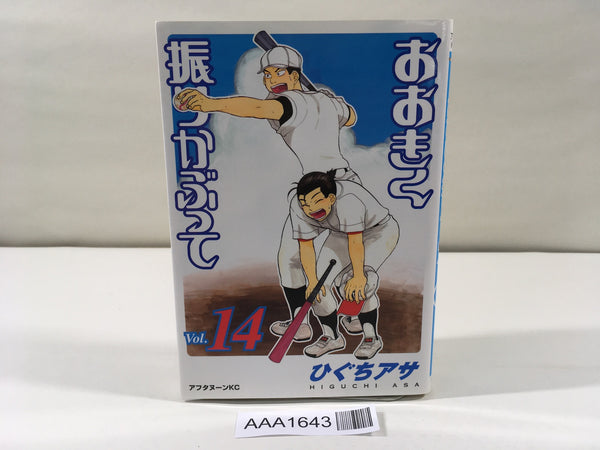 おおきく
振りかぶって
Vol. 14
ひぐちアサ
HIGUCHI ASA
アフタヌーンKC
AAA1643